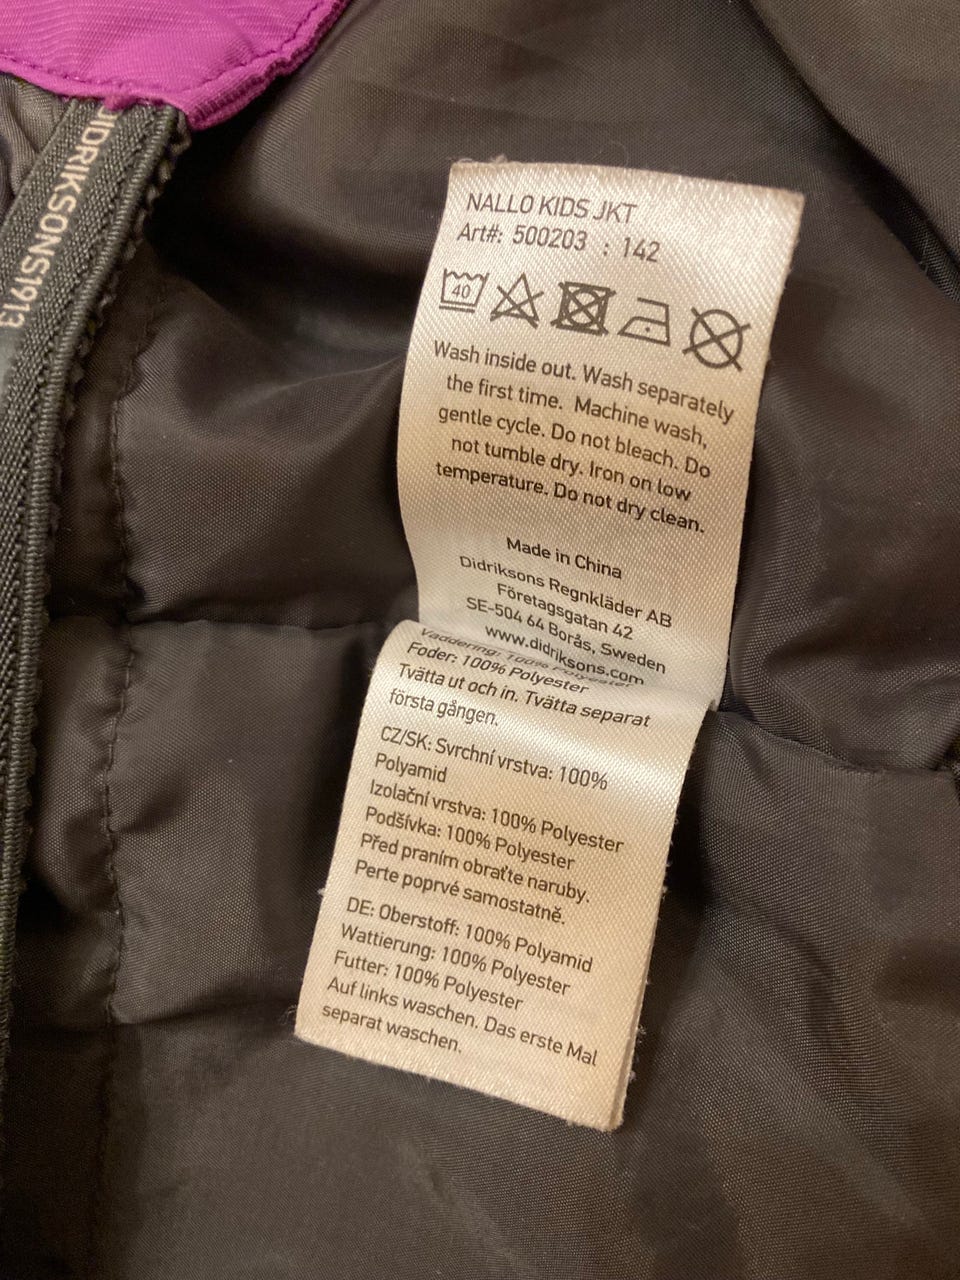 DIDRIKSONS1913
NALLO KIDS JKT
Art#: 500203 : 142
40
Wash inside out. Wash separately
the first time. Machine wash,
gentle cycle. Do not bleach. Do
not tumble dry. Iron on low
temperature. Do not dry clean.
Made in China
Didriksons Regnkläder AB
Företagsgatan 42
SE-504 64 Borås, Sweden
www.didriksons.com
Vaddering: 100% Polyester
Foder: 100% Polyester
Tvätta ut och in. Tvätta separat
första gången.
CZ/SK: Svrchní vrstva: 100%
Polyamid
Izolační vrstva: 100% Polyester
Podšívka: 100% Polyester
Před praním obraťte naruby.
Perte poprvé samostatně.
DE: Oberstoff: 100% Polyamid
Wattierung: 100% Polyester
Futter: 100% Polyester
Auf links waschen. Das erste Mal
separat waschen.